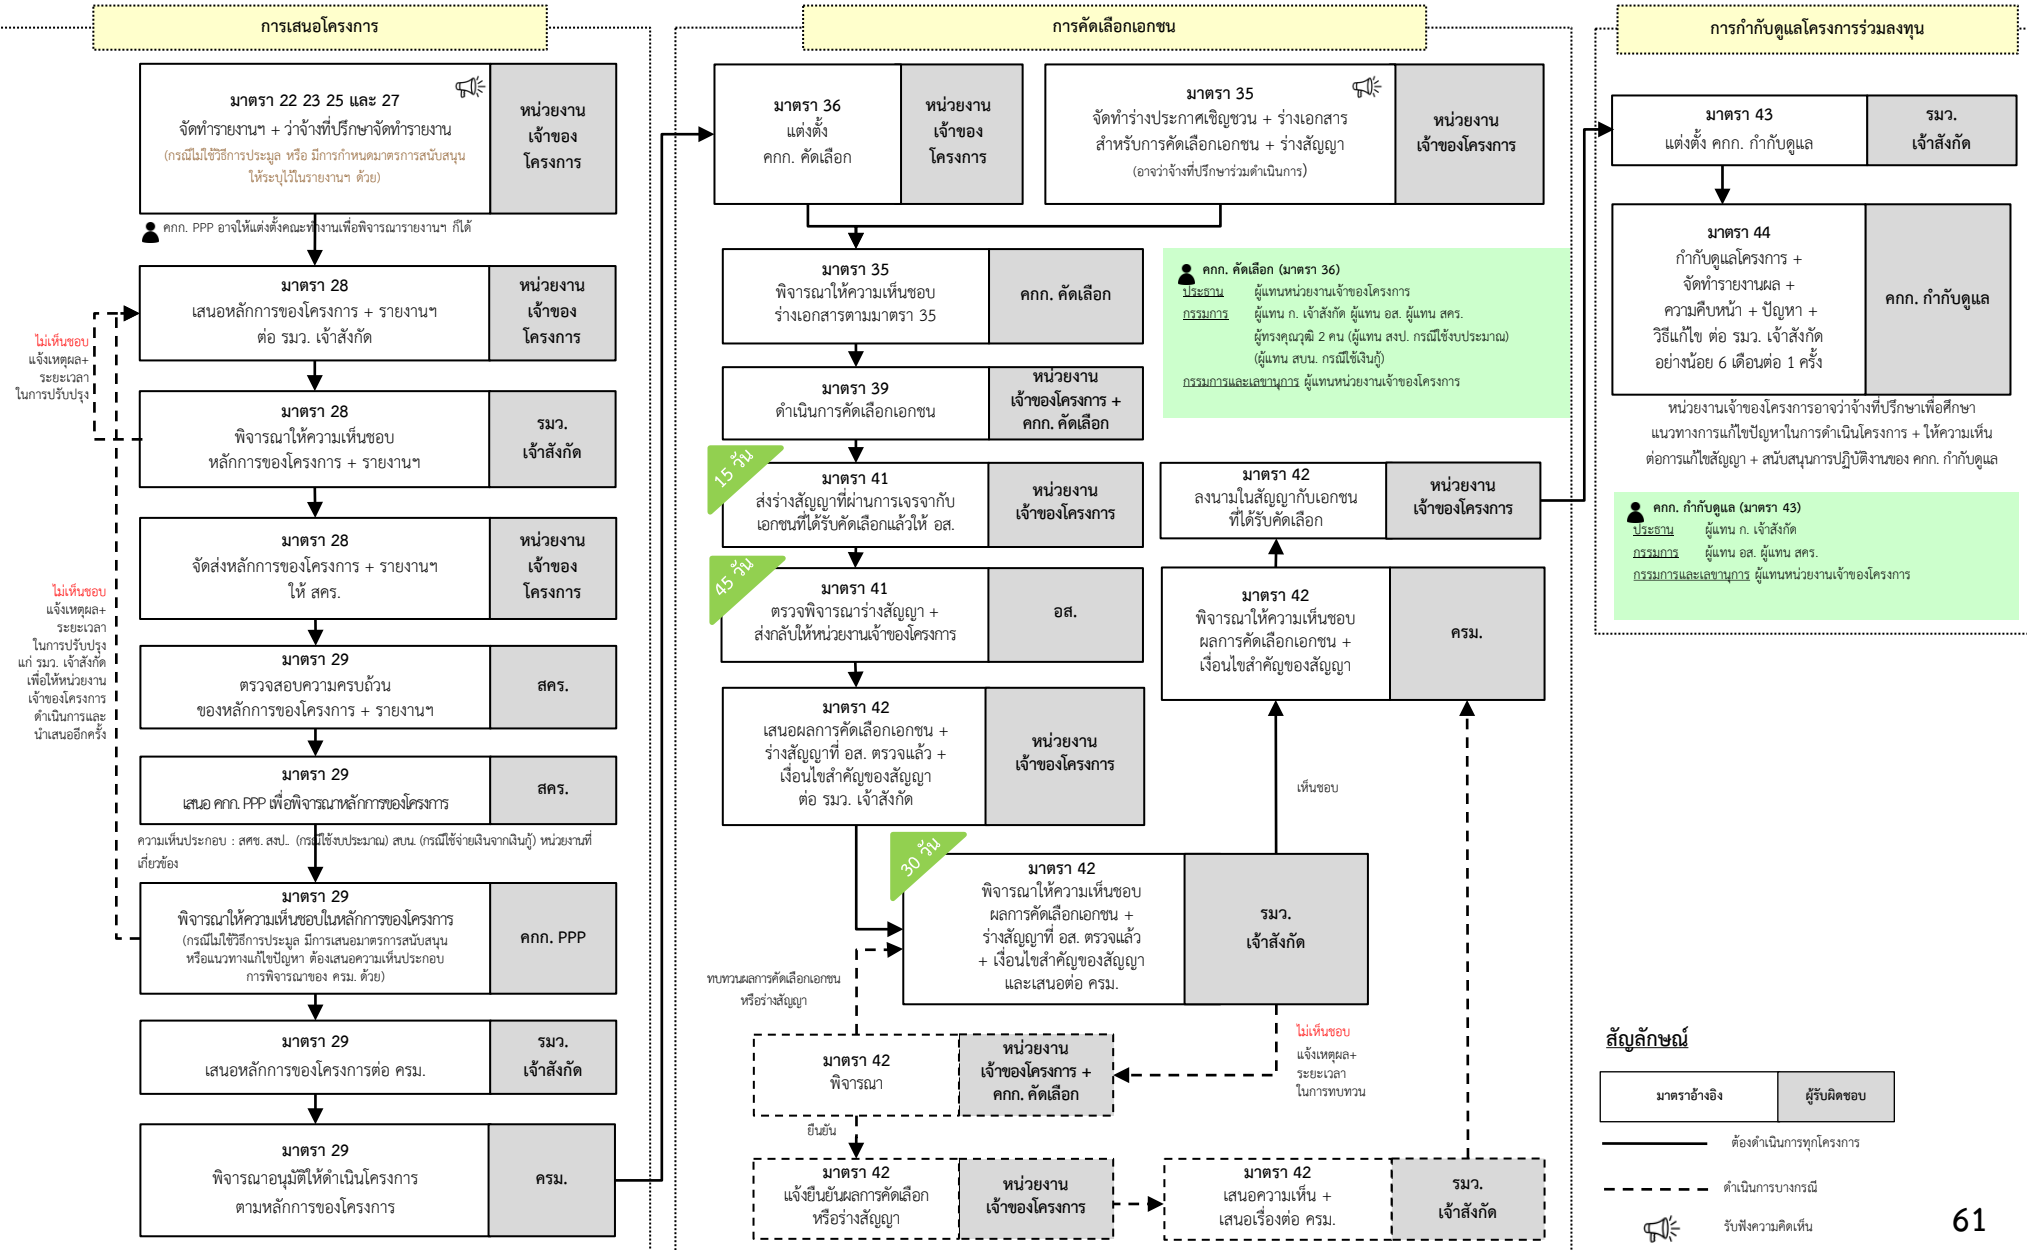 การเสนอโครงการ
มาตรา 22 23 25 และ 27
จัดทำรายงานฯ + ว่าจ้างที่ปรึกษาจัดทำรายงาน
(กรณีไม่ใช้วิธีการประมูล หรือ มีการกำหนดมาตรการสนับสนุน
ให้ระบุไว้ในรายงานฯ ด้วย)
หน่วยงาน
เจ้าของ
โครงการ
คกก. PPP อาจให้แต่งตั้งคณะทำงานเพื่อพิจารณารายงานฯ ก็ได้
มาตรา 28
เสนอหลักการของโครงการ + รายงานฯ
ต่อ รมว. เจ้าสังกัด
หน่วยงาน
เจ้าของ
โครงการ
ไม่เห็นชอบ
แจ้งเหตุผล+
ระยะเวลา
ในการปรับปรุง
มาตรา 28
พิจารณาให้ความเห็นชอบ
หลักการของโครงการ + รายงานฯ
รมว.
เจ้าสังกัด
มาตรา 28
จัดส่งหลักการของโครงการ + รายงานฯ
ให้ สคร.
หน่วยงาน
เจ้าของ
โครงการ
ไม่เห็นชอบ
แจ้งเหตุผล+
ระยะเวลา
ในการปรับปรุง
แก่ รมว. เจ้าสังกัด
เพื่อให้หน่วยงาน
เจ้าของโครงการ
ดำเนินการและ
นำเสนออีกครั้ง
มาตรา 29
ตรวจสอบความครบถ้วน
ของหลักการของโครงการ + รายงานฯ
สคร.
มาตรา 29
เสนอ คกก. PPP เพื่อพิจารณาหลักการของโครงการ
สคร.
ความเห็นประกอบ : สศช. สงป.. (กรณีใช้งบประมาณ) สบน. (กรณีใช้จ่ายเงินจากเงินกู้) หน่วยงานที่
เกี่ยวข้อง
มาตรา 29
พิจารณาให้ความเห็นชอบในหลักการของโครงการ
(กรณีไม่ใช้วิธีการประมูล มีการเสนอมาตรการสนับสนุน
หรือแนวทางแก้ไขปัญหา ต้องเสนอความเห็นประกอบ
การพิจารณาของ ครม. ด้วย)
คกก. PPP
มาตรา 29
เสนอหลักการของโครงการต่อ ครม.
รมว.
เจ้าสังกัด
มาตรา 29
พิจารณาอนุมัติให้ดำเนินโครงการ
ตามหลักการของโครงการ
ครม.
การคัดเลือกเอกชน
มาตรา 36
แต่งตั้ง
คกก. คัดเลือก
หน่วยงาน
เจ้าของ
โครงการ
มาตรา 35
จัดทำร่างประกาศเชิญชวน + ร่างเอกสาร
สำหรับการคัดเลือกเอกชน + ร่างสัญญา
(อาจว่าจ้างที่ปรึกษาร่วมดำเนินการ)
หน่วยงาน
เจ้าของโครงการ
มาตรา 35
พิจารณาให้ความเห็นชอบ
ร่างเอกสารตามมาตรา 35
คกก. คัดเลือก
คกก. คัดเลือก (มาตรา 36)
ประธาน ผู้แทนหน่วยงานเจ้าของโครงการ
กรรมการ ผู้แทน ก. เจ้าสังกัด ผู้แทน อส. ผู้แทน สคร.
ผู้ทรงคุณวุฒิ 2 คน (ผู้แทน สงป. กรณีใช้งบประมาณ)
(ผู้แทน สบน. กรณีใช้เงินกู้)
กรรมการและเลขานุการ ผู้แทนหน่วยงานเจ้าของโครงการ
มาตรา 39
ดำเนินการคัดเลือกเอกชน
หน่วยงาน
เจ้าของโครงการ +
คกก. คัดเลือก
15 วัน
มาตรา 41
ส่งร่างสัญญาที่ผ่านการเจรจากับ
เอกชนที่ได้รับคัดเลือกแล้วให้ อส.
หน่วยงาน
เจ้าของโครงการ
45 วัน
มาตรา 41
ตรวจพิจารณาร่างสัญญา +
ส่งกลับให้หน่วยงานเจ้าของโครงการ
อส.
มาตรา 42
เสนอผลการคัดเลือกเอกชน +
ร่างสัญญาที่ อส. ตรวจแล้ว +
เงื่อนไขสำคัญของสัญญา
ต่อ รมว. เจ้าสังกัด
หน่วยงาน
เจ้าของโครงการ
30 วัน
มาตรา 42
พิจารณาให้ความเห็นชอบ
ผลการคัดเลือกเอกชน +
ร่างสัญญาที่ อส. ตรวจแล้ว
+ เงื่อนไขสำคัญของสัญญา
และเสนอต่อ ครม.
รมว.
เจ้าสังกัด
ทบทวนผลการคัดเลือกเอกชน
หรือร่างสัญญา
ไม่เห็นชอบ
แจ้งเหตุผล+
ระยะเวลา
ในการทบทวน
มาตรา 42
พิจารณา
หน่วยงาน
เจ้าของโครงการ +
คกก. คัดเลือก
ยืนยัน
มาตรา 42
แจ้งยืนยันผลการคัดเลือก
หรือร่างสัญญา
หน่วยงาน
เจ้าของโครงการ
มาตรา 42
เสนอความเห็น +
เสนอเรื่องต่อ ครม.
รมว.
เจ้าสังกัด
เห็นชอบ
มาตรา 42
พิจารณาให้ความเห็นชอบ
ผลการคัดเลือกเอกชน +
เงื่อนไขสำคัญของสัญญา
ครม.
มาตรา 42
ลงนามในสัญญากับเอกชน
ที่ได้รับคัดเลือก
หน่วยงาน
เจ้าของโครงการ
การกำกับดูแลโครงการร่วมลงทุน
มาตรา 43
แต่งตั้ง คกก. กำกับดูแล
รมว.
เจ้าสังกัด
มาตรา 44
กำกับดูแลโครงการ +
จัดทำรายงานผล +
ความคืบหน้า + ปัญหา +
วิธีแก้ไข ต่อ รมว. เจ้าสังกัด
อย่างน้อย 6 เดือนต่อ 1 ครั้ง
คกก. กำกับดูแล
หน่วยงานเจ้าของโครงการอาจว่าจ้างที่ปรึกษาเพื่อศึกษา
แนวทางการแก้ไขปัญหาในการดำเนินโครงการ + ให้ความเห็น
ต่อการแก้ไขสัญญา + สนับสนุนการปฏิบัติงานของ คกก. กำกับดูแล
คกก. กำกับดูแล (มาตรา 43)
ประธาน ผู้แทน ก. เจ้าสังกัด
กรรมการ ผู้แทน อส. ผู้แทน สคร.
กรรมการและเลขานุการ ผู้แทนหน่วยงานเจ้าของโครงการ
สัญลักษณ์
มาตราอ้างอิง
ผู้รับผิดชอบ
ต้องดำเนินการทุกโครงการ
ดำเนินการบางกรณี
รับฟังความคิดเห็น
61